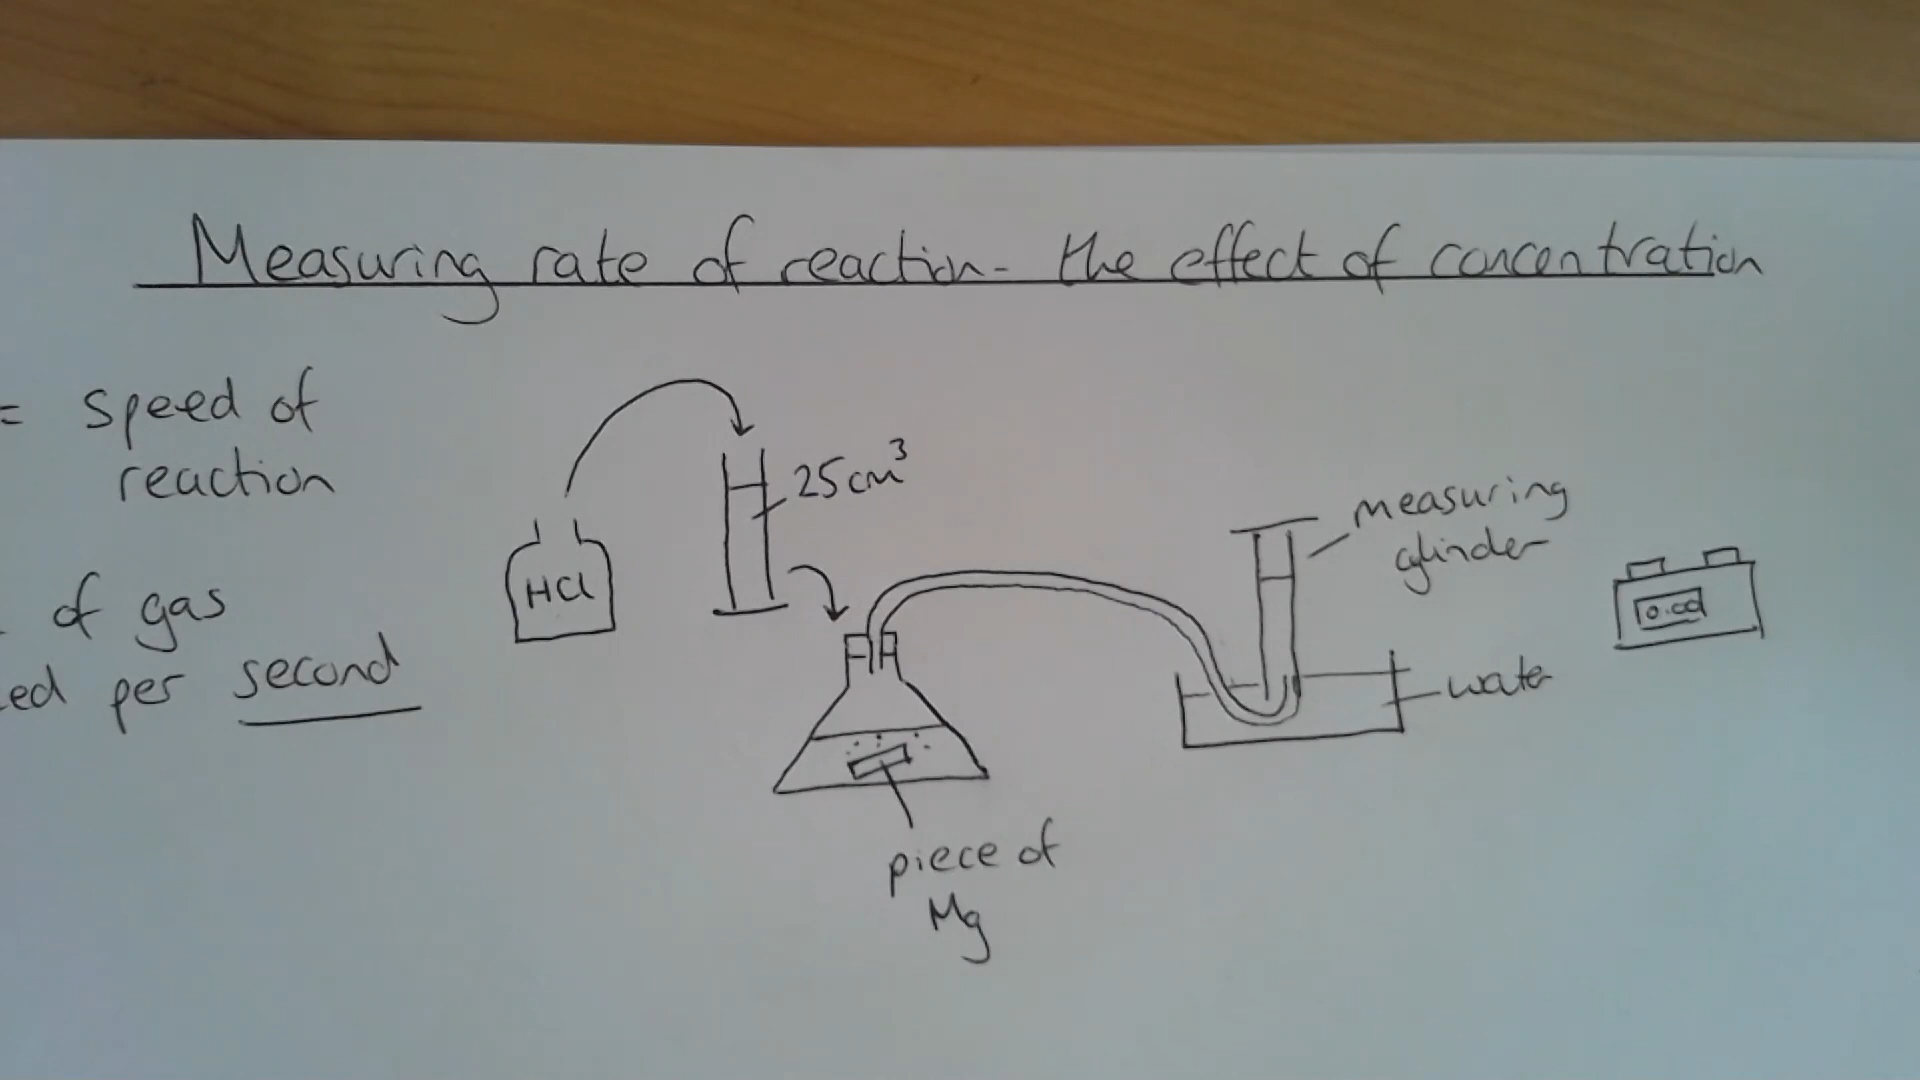 Measuring rate of reaction - the effect of concentration
= speed of
reaction
of gas
ed per second
HCl
25cm³
measuring
cylinder
0.00
water
piece of
Mg